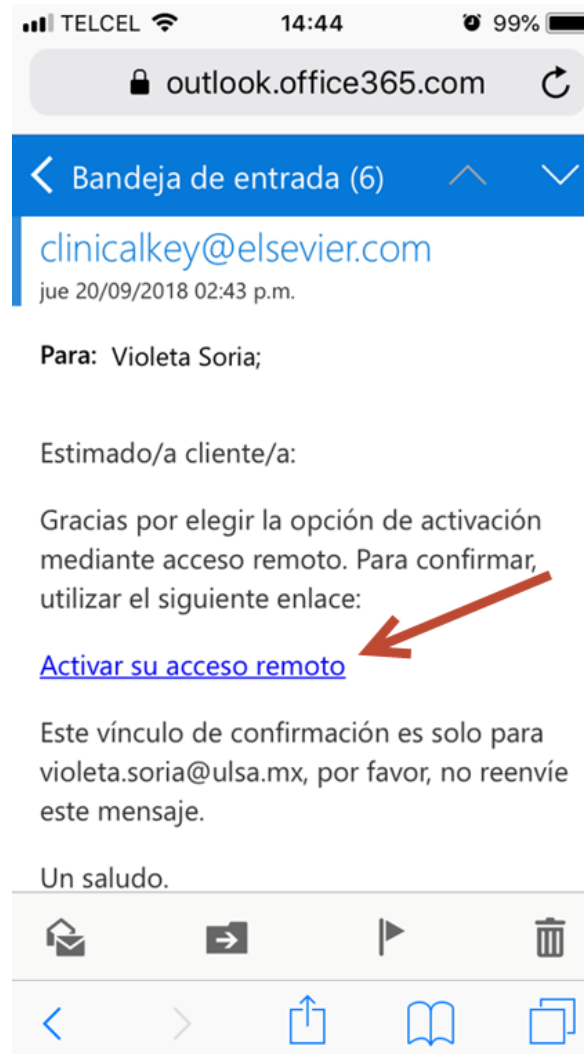 TELCEL 14:44 99%
outlook.office365.com
Bandeja de entrada (6)
clinicalkey@elsevier.com
jue 20/09/2018 02:43 p.m.
Para: Violeta Soria;
Estimado/a cliente/a:
Gracias por elegir la opción de activación
mediante acceso remoto. Para confirmar,
utilizar el siguiente enlace:
Activar su acceso remoto
Este vínculo de confirmación es solo para
violeta.soria@ulsa.mx, por favor, no reenvíe
este mensaje.
Un saludo.